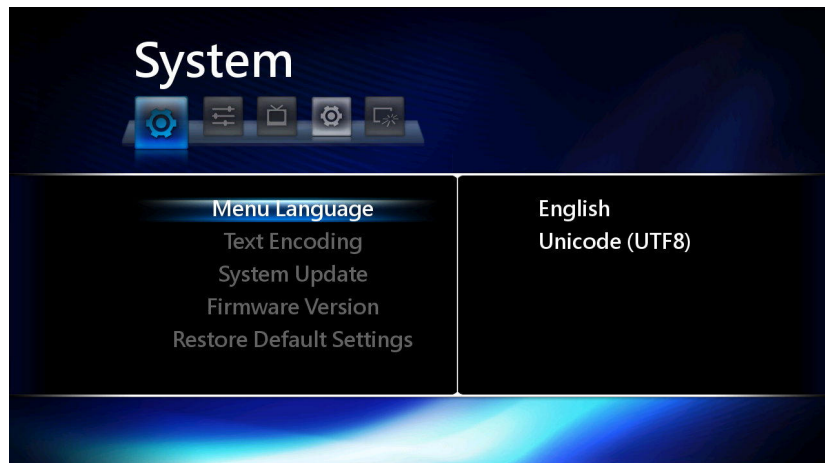 System
Menu Language
English
Text Encoding
Unicode (UTF8)
System Update
Firmware Version
Restore Default Settings